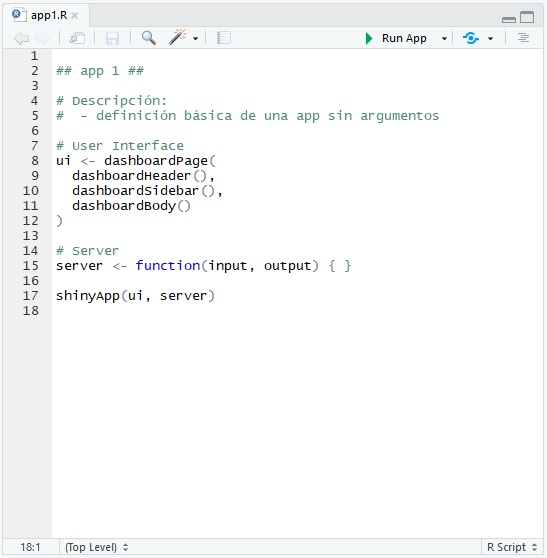 app1.R
Run App
1
2 ## app 1 ##
3
4 # Descripción:
5 #  - definición básica de una app sin argumentos
6
7 # User Interface
8 ui <- dashboardPage(
9   dashboardHeader(),
10   dashboardSidebar(),
11   dashboardBody()
12 )
13
14 # Server
15 server <- function(input, output) { }
16
17 shinyApp(ui, server)
18
18:1 (Top Level) R Script